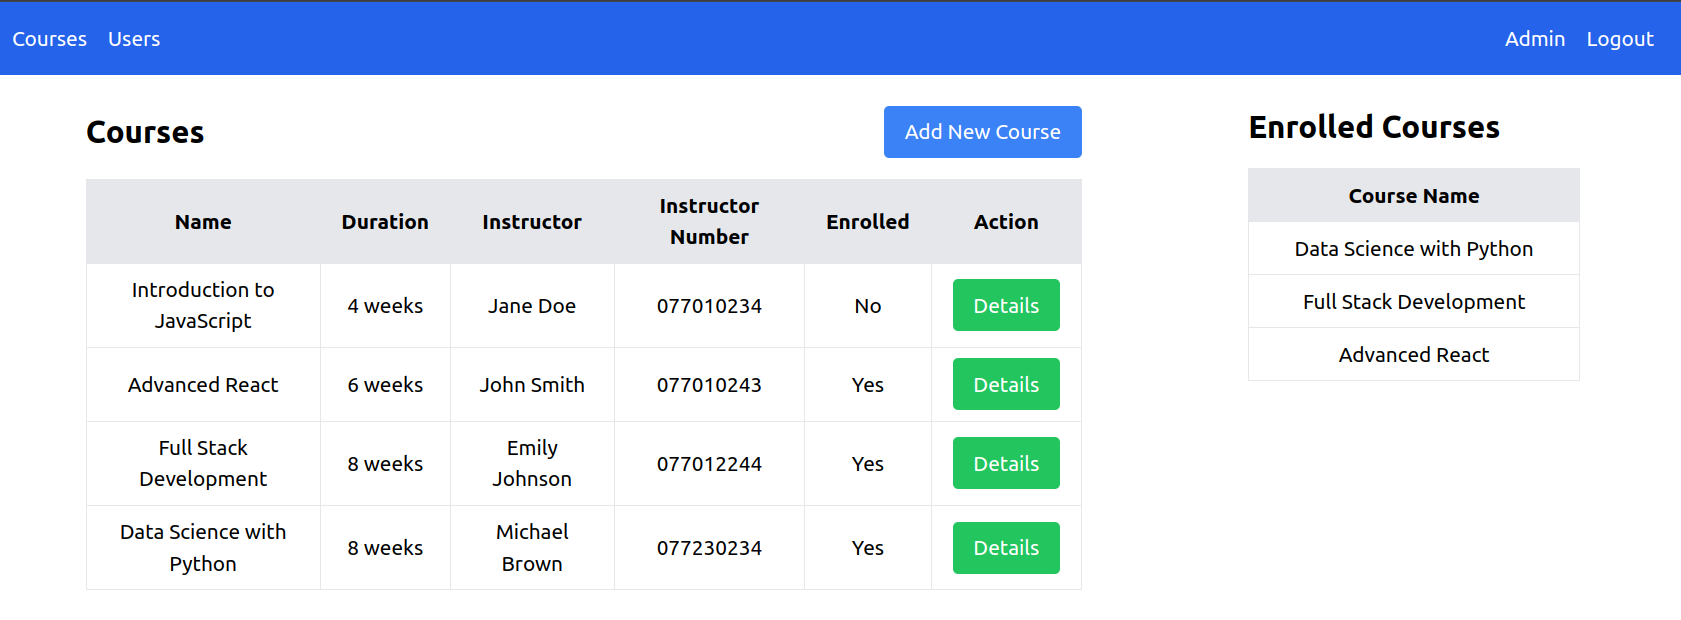 Courses Users Admin Logout
Courses
Add New Course
Name Duration Instructor Instructor Number Enrolled Action
Introduction to JavaScript 4 weeks Jane Doe 077010234 No Details
Advanced React 6 weeks John Smith 077010243 Yes Details
Full Stack Development 8 weeks Emily Johnson 077012244 Yes Details
Data Science with Python 8 weeks Michael Brown 077230234 Yes Details
Enrolled Courses
Course Name
Data Science with Python
Full Stack Development
Advanced React